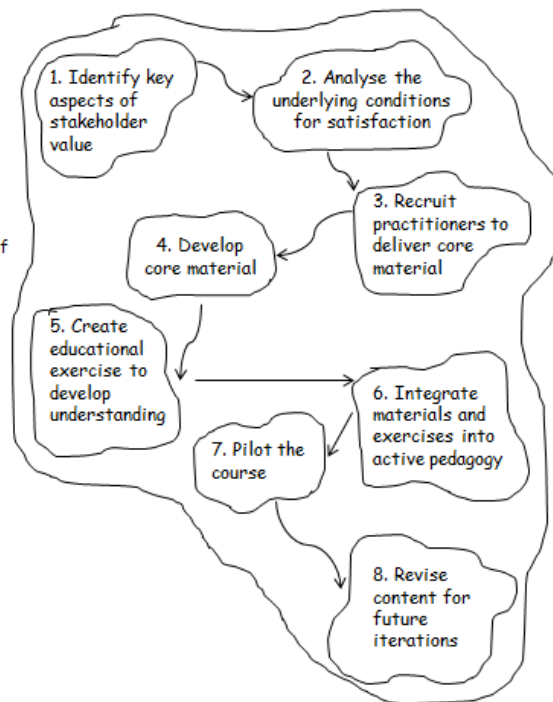 1. Identify key
aspects of
stakeholder
value
2. Analyse the
underlying conditions
for satisfaction
3. Recruit
practitioners to
deliver core
material
4. Develop
core material
f
5. Create
educational
exercise to
develop
understanding
6. Integrate
materials and
exercises into
active pedagogy
7. Pilot the
course
8. Revise
content for
future
iterations